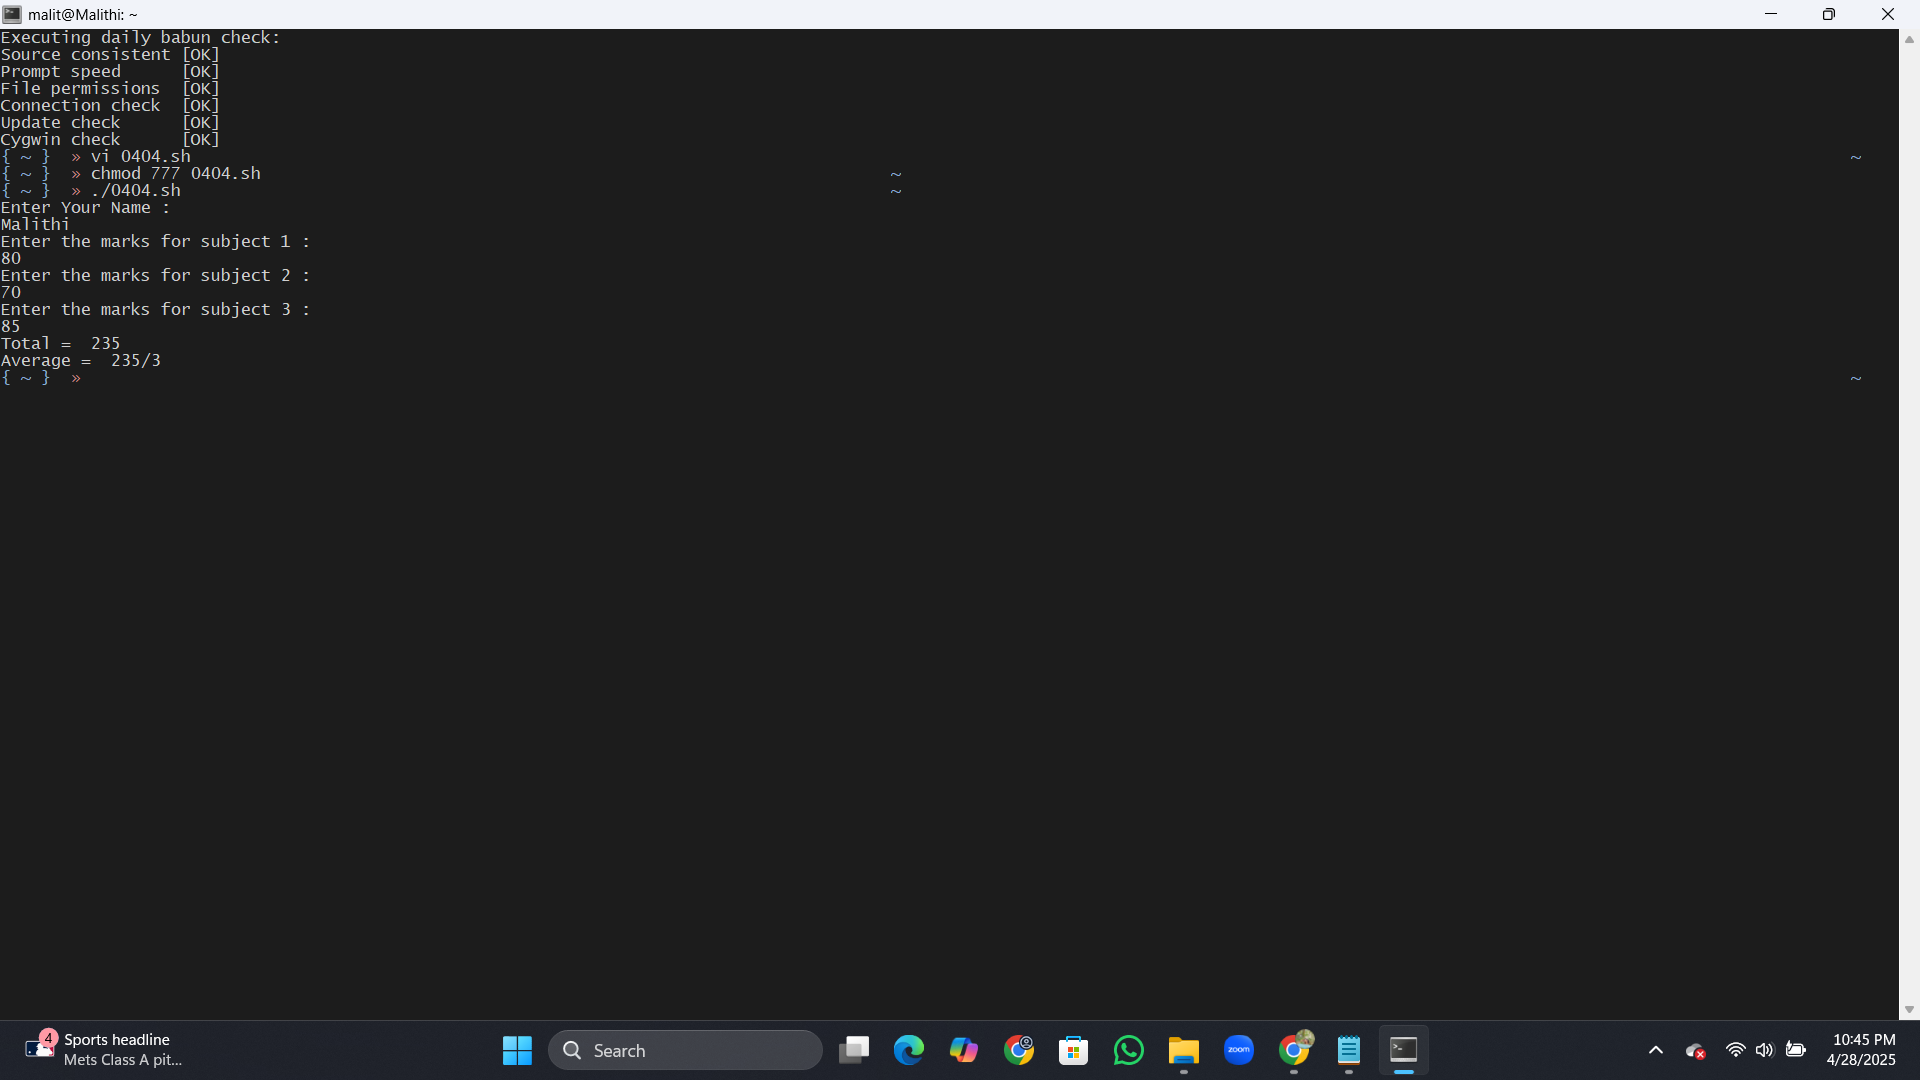 malit@Malithi: ~
Executing daily babun check:
Source consistent [OK]
Prompt speed      [OK]
File permissions  [OK]
Connection check  [OK]
Update check      [OK]
Cygwin check      [OK]
{ ~ }  » vi 0404.sh ~
{ ~ }  » chmod 777 0404.sh ~
{ ~ }  » ./0404.sh ~
Enter Your Name :
Malithi
Enter the marks for subject 1 :
80
Enter the marks for subject 2 :
70
Enter the marks for subject 3 :
85
Total =  235
Average =  235/3
{ ~ }  » ~
4
Sports headline
Mets Class A pit...
Search
zoom
10:45 PM
4/28/2025